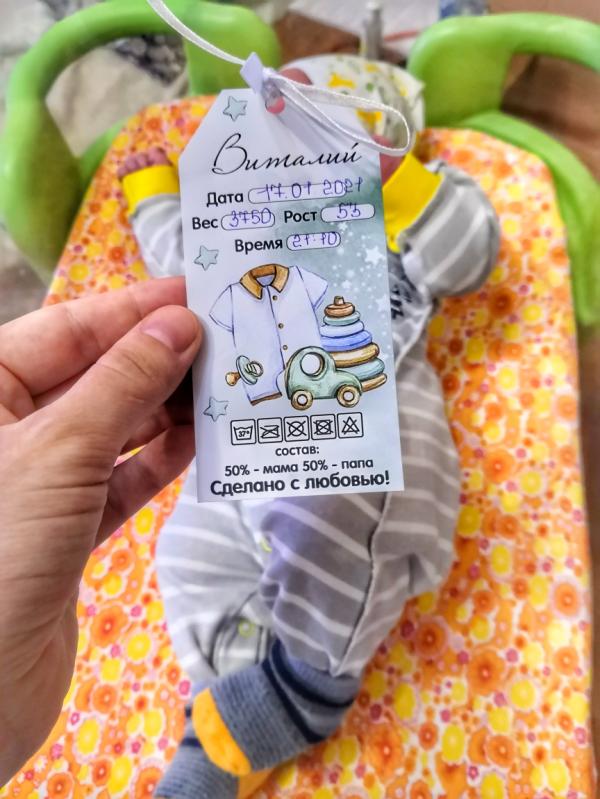 Виталий
Дата 17.01 2021
Вес 3750 Рост 53
Время 21:10
37°
состав:
50% - мама 50% - папа
Сделано с любовью!